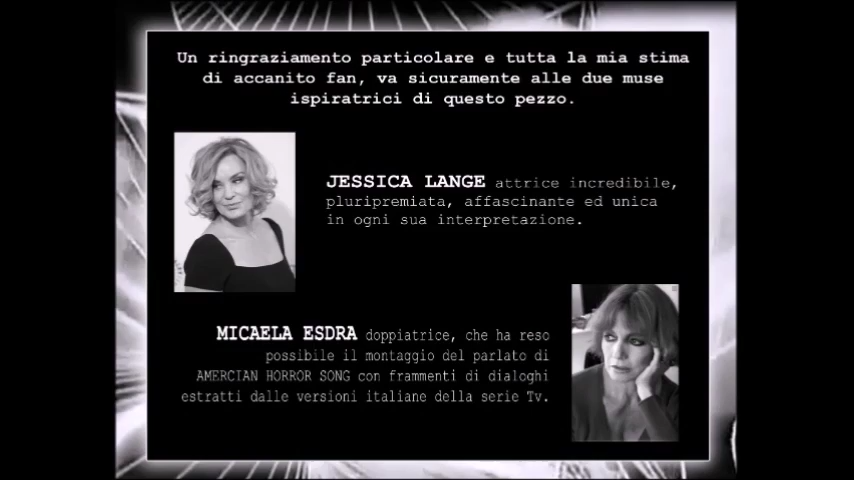 Un ringraziamento particolare e tutta la mia stima
di accanito fan, va sicuramente alle due muse
ispiratrici di questo pezzo.
JESSICA LANGE attrice incredibile,
pluripremiata, affascinante ed unica
in ogni sua interpretazione.
MICAELA ESDRA doppiatrice, che ha reso
possibile il montaggio del parlato di
AMERCIAN HORROR SONG con frammenti di dialoghi
estratti dalle versioni italiane della serie Tv.